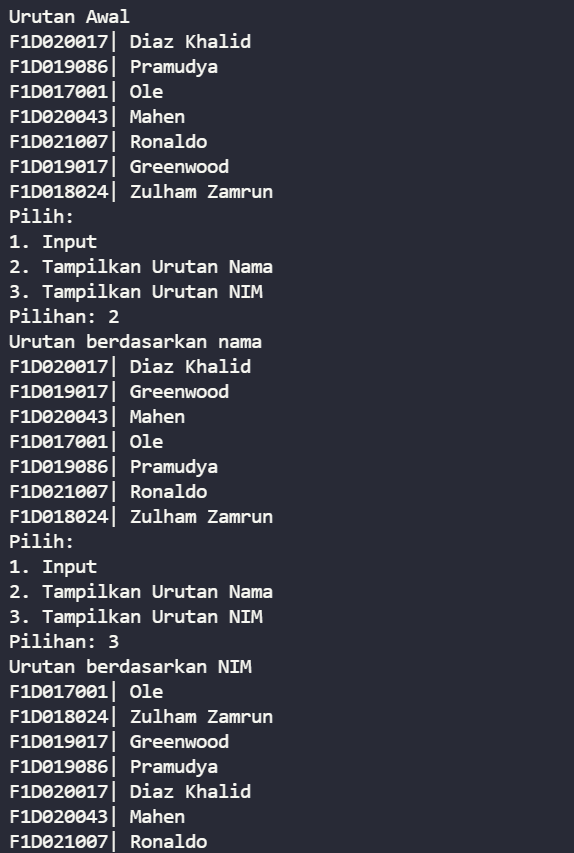 Urutan Awal
F1D020017| Diaz Khalid
F1D019086| Pramudya
F1D017001| Ole
F1D020043| Mahen
F1D021007| Ronaldo
F1D019017| Greenwood
F1D018024| Zulham Zamrun
Pilih:
1. Input
2. Tampilkan Urutan Nama
3. Tampilkan Urutan NIM
Pilihan: 2
Urutan berdasarkan nama
F1D020017| Diaz Khalid
F1D019017| Greenwood
F1D020043| Mahen
F1D017001| Ole
F1D019086| Pramudya
F1D021007| Ronaldo
F1D018024| Zulham Zamrun
Pilih:
1. Input
2. Tampilkan Urutan Nama
3. Tampilkan Urutan NIM
Pilihan: 3
Urutan berdasarkan NIM
F1D017001| Ole
F1D018024| Zulham Zamrun
F1D019017| Greenwood
F1D019086| Pramudya
F1D020017| Diaz Khalid
F1D020043| Mahen
F1D021007| Ronaldo